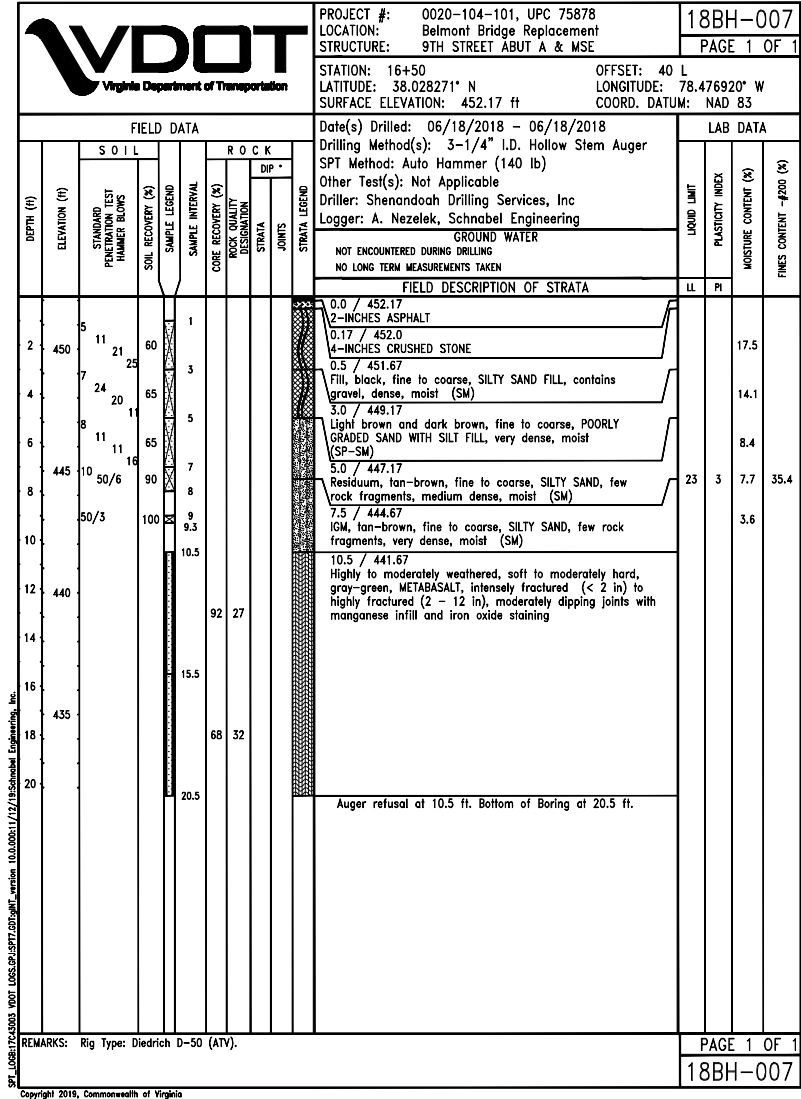 VDOT
Virginia Department of Transportation
PROJECT #: 0020-104-101, UPC 75878
LOCATION: Belmont Bridge Replacement
STRUCTURE: 9TH STREET ABUT A & MSE
18BH-007
PAGE 1 OF 1
STATION: 16+50 OFFSET: 40 L
LATITUDE: 38.028271° N LONGITUDE: 78.476920° W
SURFACE ELEVATION: 452.17 ft COORD. DATUM: NAD 83
FIELD DATA
SOIL
ROCK
DIP °
DEPTH (ft)
ELEVATION (ft)
STANDARD
PENETRATION TEST
HAMMER BLOWS
SOIL RECOVERY (%)
SAMPLE LEGEND
SAMPLE INTERVAL
CORE RECOVERY (%)
ROCK QUALITY
DESIGNATION
STRATA
JOINTS
STRATA LEGEND
Date(s) Drilled: 06/18/2018 - 06/18/2018
Drilling Method(s): 3-1/4" I.D. Hollow Stem Auger
SPT Method: Auto Hammer (140 lb)
Other Test(s): Not Applicable
Driller: Shenandoah Drilling Services, Inc
Logger: A. Nezelek, Schnabel Engineering
GROUND WATER
NOT ENCOUNTERED DURING DRILLING
NO LONG TERM MEASUREMENTS TAKEN
FIELD DESCRIPTION OF STRATA
LAB DATA
LIQUID LIMIT
PLASTICITY INDEX
MOISTURE CONTENT (%)
FINES CONTENT -#200 (%)
LL PI
0.0 / 452.17
2-INCHES ASPHALT
0.17 / 452.0
4-INCHES CRUSHED STONE
0.5 / 451.67
Fill, black, fine to coarse, SILTY SAND FILL, contains
gravel, dense, moist (SM)
3.0 / 449.17
Light brown and dark brown, fine to coarse, POORLY
GRADED SAND WITH SILT FILL, very dense, moist
(SP-SM)
5.0 / 447.17
Residuum, tan-brown, fine to coarse, SILTY SAND, few
rock fragments, medium dense, moist (SM)
7.5 / 444.67
IGM, tan-brown, fine to coarse, SILTY SAND, few rock
fragments, very dense, moist (SM)
10.5 / 441.67
Highly to moderately weathered, soft to moderately hard,
gray-green, METABASALT, intensely fractured (< 2 in) to
highly fractured (2 - 12 in), moderately dipping joints with
manganese infill and iron oxide staining
Auger refusal at 10.5 ft. Bottom of Boring at 20.5 ft.
2
4
6
8
10
12
14
16
18
20
450
445
440
435
5
11
21
25
7
24
20
11
8
11
11
16
10
50/6
50/3
60
65
65
90
100
1
3
5
7
8
9
9.3
10.5
15.5
20.5
92 27
68 32
17.5
14.1
8.4
23 3 7.7 35.4
3.6
REMARKS: Rig Type: Diedrich D-50 (ATV).
PAGE 1 OF 1
18BH-007
Copyright 2019, Commonwealth of Virginia